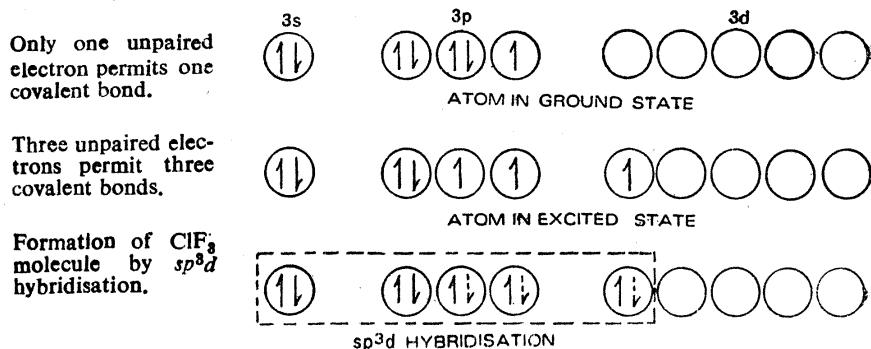 3s 3p 3d
Only one unpaired
electron permits one
covalent bond.
ATOM IN GROUND STATE
Three unpaired elec-
trons permit three
covalent bonds.
ATOM IN EXCITED STATE
Formation of ClF₃
molecule by sp³d
hybridisation.
sp³d HYBRIDISATION